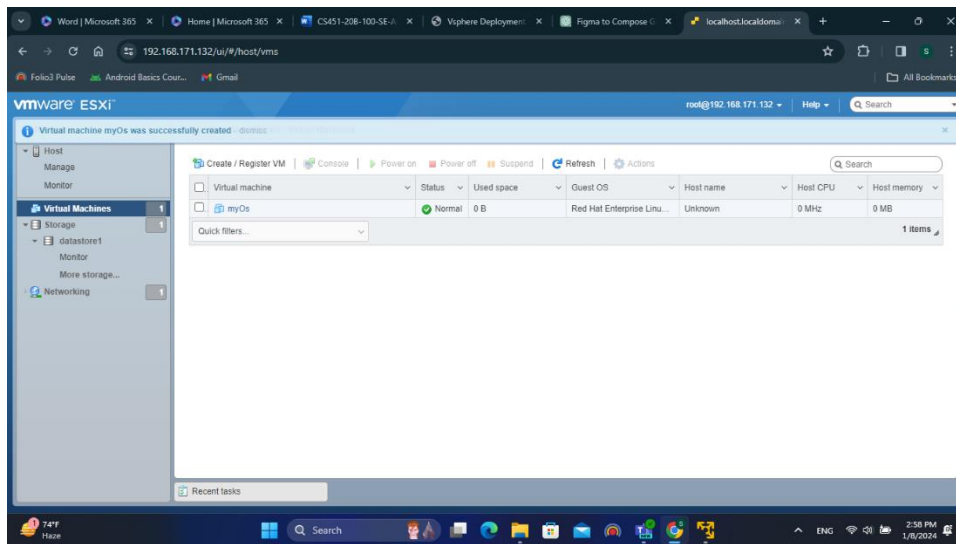 Word | Microsoft 365
Home | Microsoft 365
CS451-20B-100-SE-A
Vsphere Deployment
Figma to Compose G
localhost.localdomai
192.168.171.132/ui/#/host/vms
S
Folio3 Pulse
Android Basics Cour...
Gmail
All Bookmarks
vmware ESXi™
root@192.168.171.132
Help
Search
Virtual machine myOs was successfully created - dismiss
Host
Manage
Monitor
Virtual Machines 1
Storage 1
datastore1
Monitor
More storage...
Networking 1
Create / Register VM | Console | Power on Power off Suspend | Refresh | Actions
Search
Virtual machine Status Used space Guest OS Host name Host CPU Host memory
myOs Normal 0 B Red Hat Enterprise Linu... Unknown 0 MHz 0 MB
Quick filters...
1 items
Recent tasks
1
74°F
Haze
Search
ENG
2:58 PM
1/8/2024